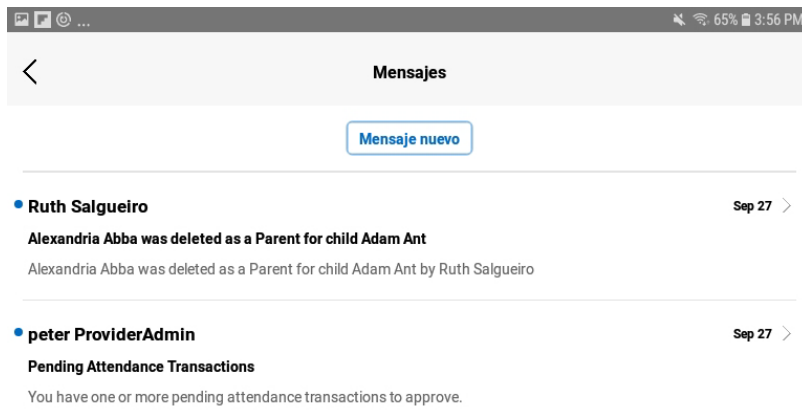 ... 65% 3:56 PM
Mensajes
Mensaje nuevo
Ruth Salgueiro Sep 27
Alexandria Abba was deleted as a Parent for child Adam Ant
Alexandria Abba was deleted as a Parent for child Adam Ant by Ruth Salgueiro
peter ProviderAdmin Sep 27
Pending Attendance Transactions
You have one or more pending attendance transactions to approve.